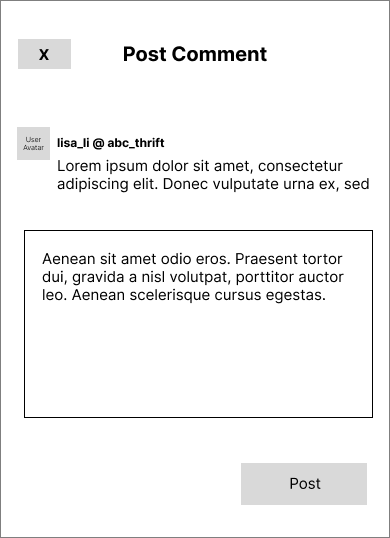 X
Post Comment
User
Avatar
lisa_li @ abc_thrift
Lorem ipsum dolor sit amet, consectetur
adipiscing elit. Donec vulputate urna ex, sed
Aenean sit amet odio eros. Praesent tortor
dui, gravida a nisl volutpat, porttitor auctor
leo. Aenean scelerisque cursus egestas.
Post